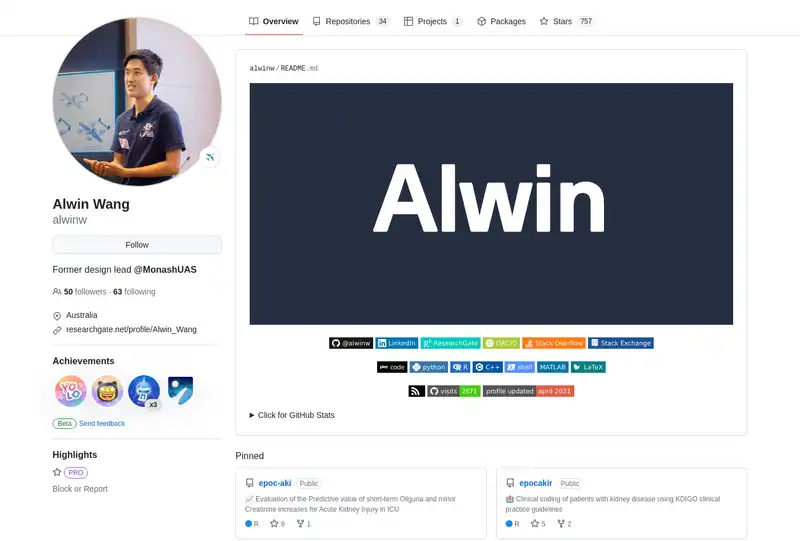 Overview
Repositories 34
Projects 1
Packages
Stars 757
alwinw / README.md
Alwin
@alwinw LinkedIn ResearchGate ORCID Stack Overflow Stack Exchange
code python R C++ shell MATLAB LaTeX
visits 2671 profile updated april 2021
Click for GitHub Stats
Alwin Wang
alwinw
Follow
Former design lead @MonashUAS
50 followers · 63 following
Australia
researchgate.net/profile/Alwin_Wang
Achievements
YOLO
x3
Beta Send feedback
Highlights
PRO
Block or Report
Pinned
epoc-aki Public
Evaluation of the Predictive value of short-term Oliguria and minor
Creatinine increases for Acute Kidney Injury in ICU
R 8 1
epocakir Public
Clinical coding of patients with kidney disease using KDIGO clinical
practice guidelines
R 5 2